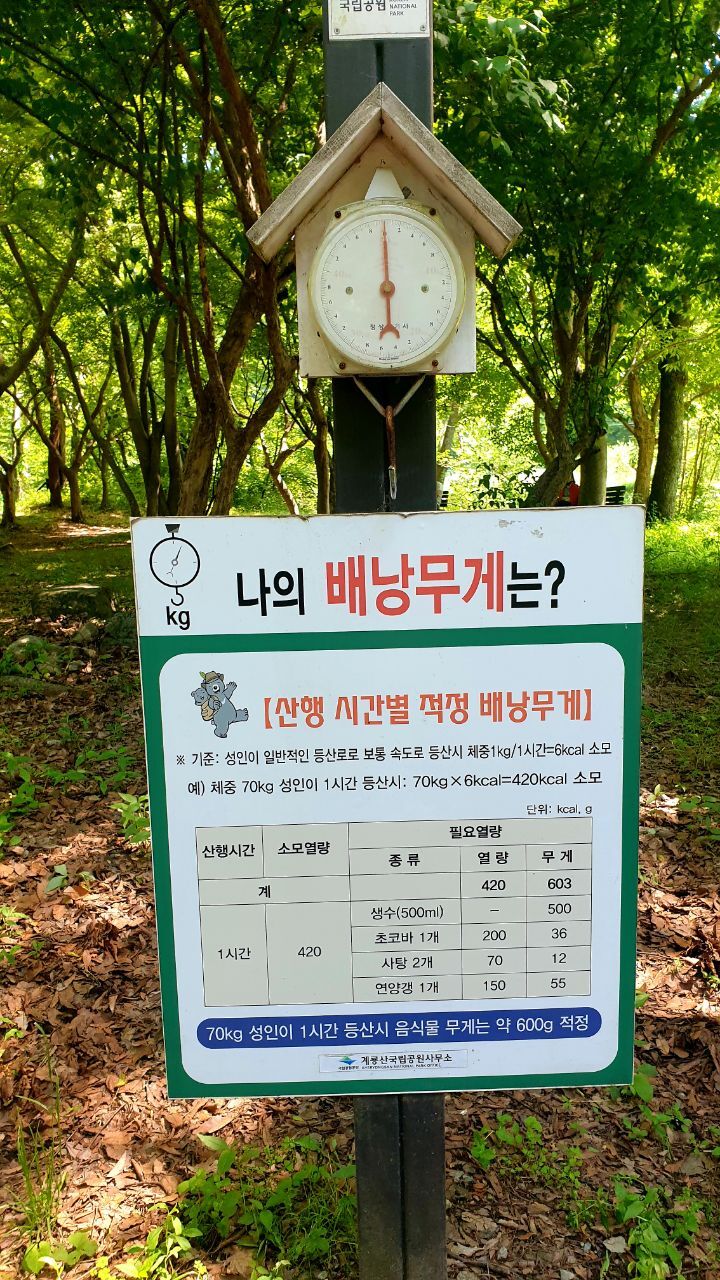 국립공원
NATIONAL
PARK
kg
나의 배낭무게는?
[산행 시간별 적정 배낭무게]
※ 기준: 성인이 일반적인 등산로로 보통 속도로 등산시 체중1kg/1시간=6kcal 소모
예) 체중 70kg 성인이 1시간 등산시: 70kg×6kcal=420kcal 소모
단위: kcal, g
산행시간 소모열량 필요열량
종 류 열 량 무 게
계 420 603
1시간 420 생수(500ml) – 500
초코바 1개 200 36
사탕 2개 70 12
연양갱 1개 150 55
70kg 성인이 1시간 등산시 음식물 무게는 약 600g 적정
계룡산국립공원사무소
GYERYONGSAN NATIONAL PARK OFFICE